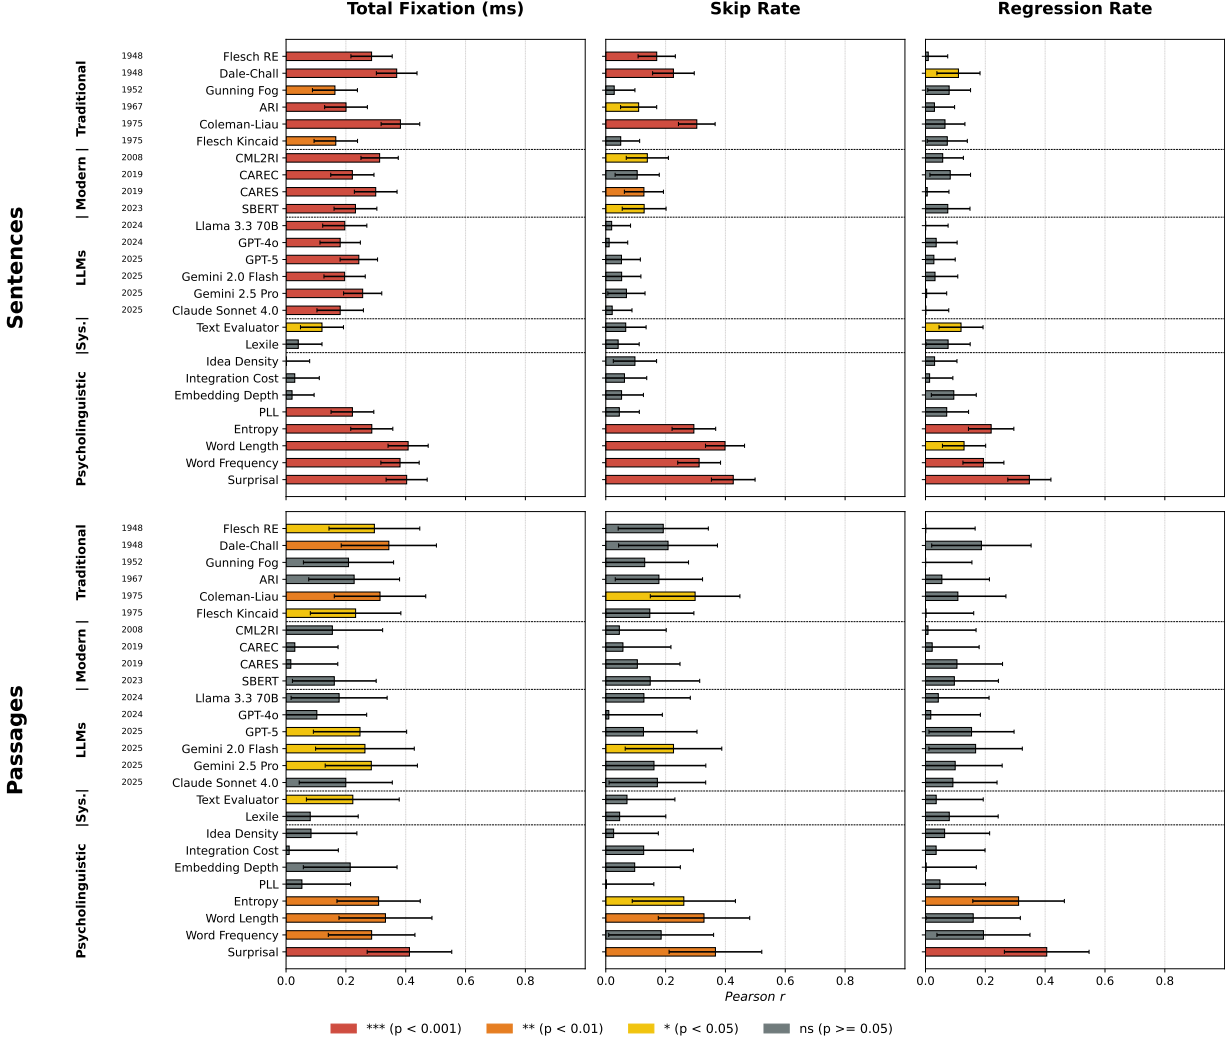 Total Fixation (ms)
Skip Rate
Regression Rate
Sentences
Traditional
1948 Flesch RE
1948 Dale-Chall
1952 Gunning Fog
1967 ARI
1975 Coleman-Liau
1975 Flesch Kincaid
| Modern |
2008 CML2RI
2019 CAREC
2019 CARES
2023 SBERT
LLMs
2024 Llama 3.3 70B
2024 GPT-4o
2025 GPT-5
2025 Gemini 2.0 Flash
2025 Gemini 2.5 Pro
2025 Claude Sonnet 4.0
|Sys.|
Text Evaluator
Lexile
Psycholinguistic
Idea Density
Integration Cost
Embedding Depth
PLL
Entropy
Word Length
Word Frequency
Surprisal
Passages
Traditional
1948 Flesch RE
1948 Dale-Chall
1952 Gunning Fog
1967 ARI
1975 Coleman-Liau
1975 Flesch Kincaid
| Modern |
2008 CML2RI
2019 CAREC
2019 CARES
2023 SBERT
LLMs
2024 Llama 3.3 70B
2024 GPT-4o
2025 GPT-5
2025 Gemini 2.0 Flash
2025 Gemini 2.5 Pro
2025 Claude Sonnet 4.0
|Sys.|
Text Evaluator
Lexile
Psycholinguistic
Idea Density
Integration Cost
Embedding Depth
PLL
Entropy
Word Length
Word Frequency
Surprisal
0.0 0.2 0.4 0.6 0.8
0.0 0.2 0.4 0.6 0.8
0.0 0.2 0.4 0.6 0.8
Pearson r
*** (p < 0.001)
** (p < 0.01)
* (p < 0.05)
ns (p >= 0.05)